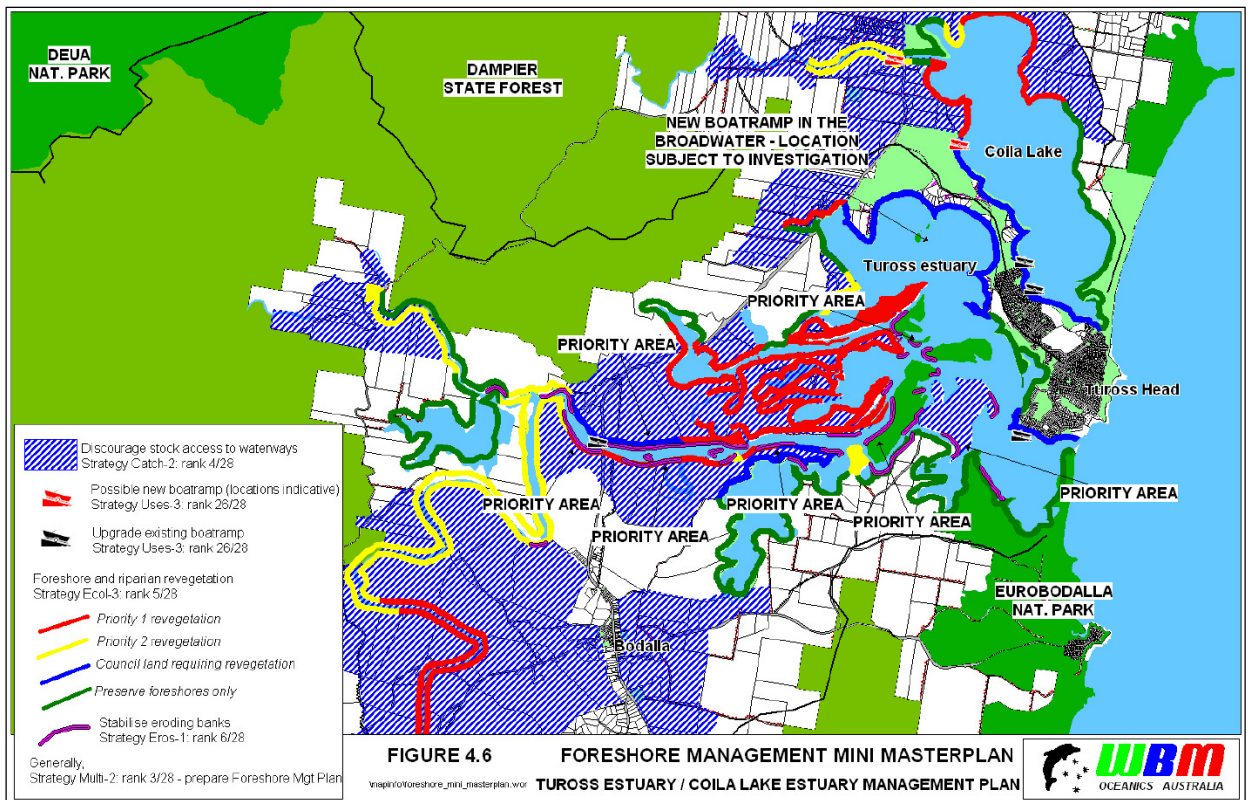 DEUA
NAT. PARK
DAMPIER
STATE FOREST
NEW BOATRAMP IN THE
BROADWATER - LOCATION
SUBJECT TO INVESTIGATION
Coila Lake
Tuross estuary
PRIORITY AREA
PRIORITY AREA
Tuross Head
PRIORITY AREA
PRIORITY AREA
PRIORITY AREA
PRIORITY AREA
PRIORITY AREA
EUROBODALLA
NAT. PARK
Bodalla
Discourage stock access to waterways
Strategy Catch-2: rank 4/28
Possible new boatramp (locations indicative)
Strategy Uses-3: rank 26/28
Upgrade existing boatramp
Strategy Uses-3: rank 26/28
Foreshore and riparian revegetation
Strategy Ecol-3: rank 5/28
Priority 1 revegetation
Priority 2 revegetation
Council land requiring revegetation
Preserve foreshores only
Stabilise eroding banks
Strategy Eros-1: rank 6/28
Generally,
Strategy Multi-2: rank 3/28 - prepare Foreshore Mgt Plan
FIGURE 4.6
FORESHORE MANAGEMENT MINI MASTERPLAN
\mapinfo\foreshore_mini_masterplan.wor
TUROSS ESTUARY / COILA LAKE ESTUARY MANAGEMENT PLAN
WBM
OCEANICS AUSTRALIA